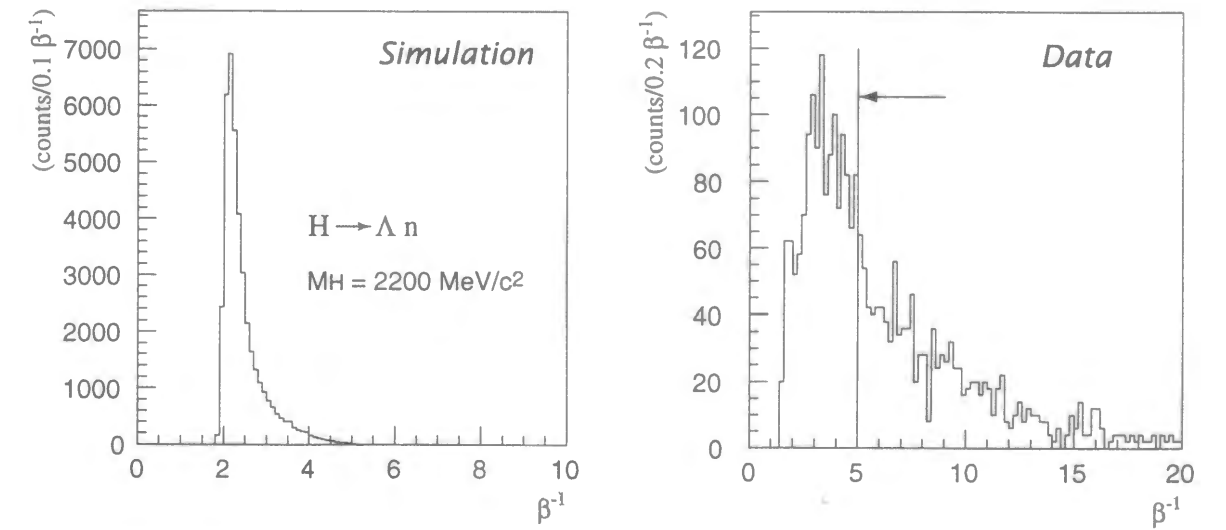 (counts/0.1 β⁻¹)
7000
6000
5000
4000
3000
2000
1000
0
Simulation
H → Λ n
MH = 2200 MeV/c2
0 2 4 6 8 10
β⁻¹
(counts/0.2 β⁻¹)
120
100
80
60
40
20
0
Data
0 5 10 15 20
β⁻¹